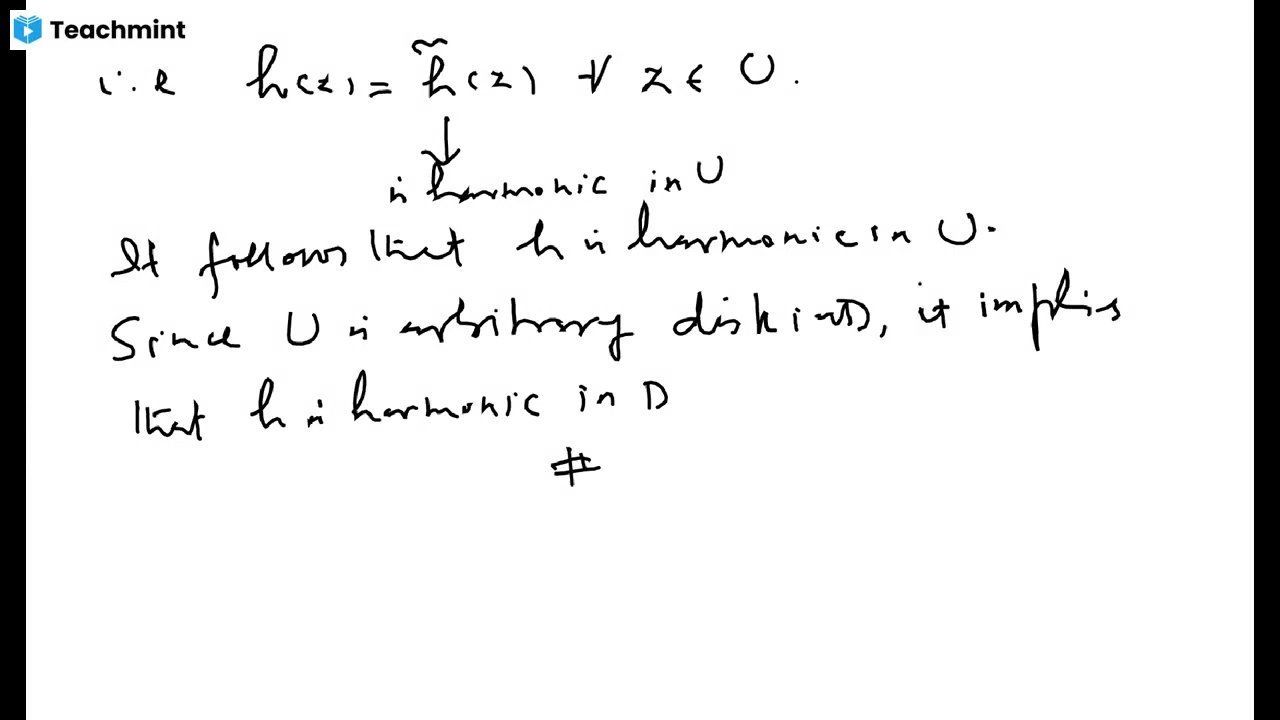 Teachmint
i.e h(z) = h̃(z) ∀ z ∈ U.
↓
is harmonic in U
It follows that h is harmonic in U.
Since U is arbitrary disk in D, it implies
that h is harmonic in D
#